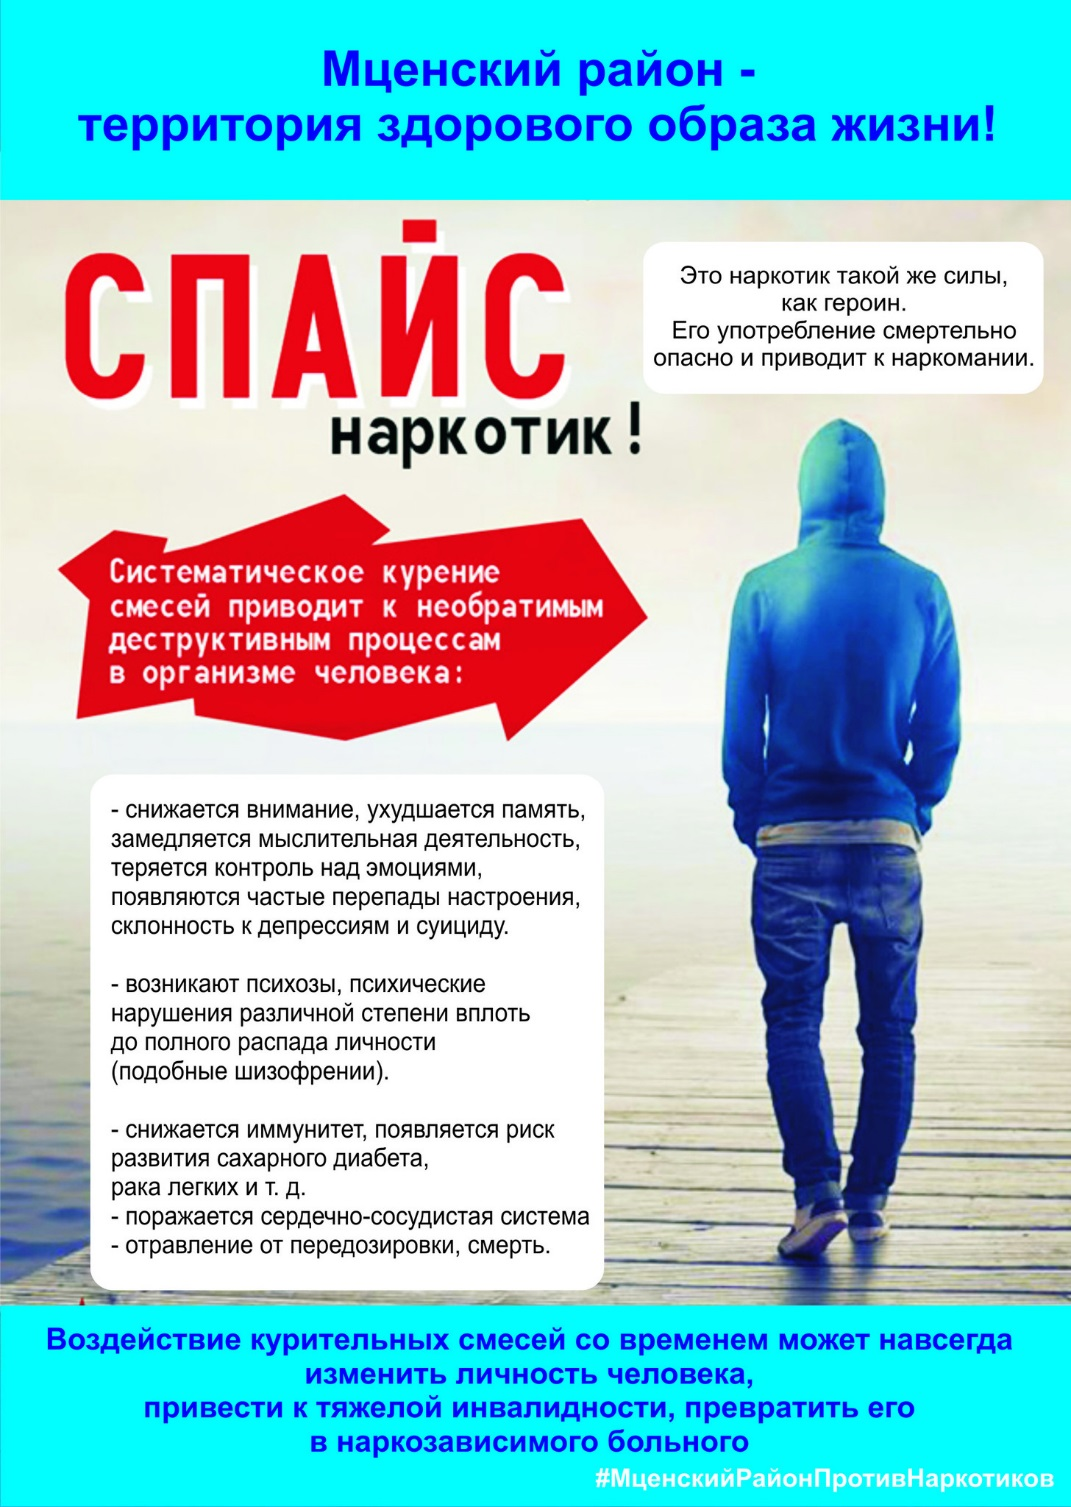 Мценский район -
территория здорового образа жизни!
СПАЙС
наркотик!
Это наркотик такой же силы,
как героин.
Его употребление смертельно
опасно и приводит к наркомании.
Систематическое курение
смесей приводит к необратимым
деструктивным процессам
в организме человека:
- снижается внимание, ухудшается память,
замедляется мыслительная деятельность,
теряется контроль над эмоциями,
появляются частые перепады настроения,
склонность к депрессиям и суициду.
- возникают психозы, психические
нарушения различной степени вплоть
до полного распада личности
(подобные шизофрении).
- снижается иммунитет, появляется риск
развития сахарного диабета,
рака легких и т. д.
- поражается сердечно-сосудистая система
- отравление от передозировки, смерть.
Воздействие курительных смесей со временем может навсегда
изменить личность человека,
привести к тяжелой инвалидности, превратить его
в наркозависимого больного
#МценскийРайонПротивНаркотиков